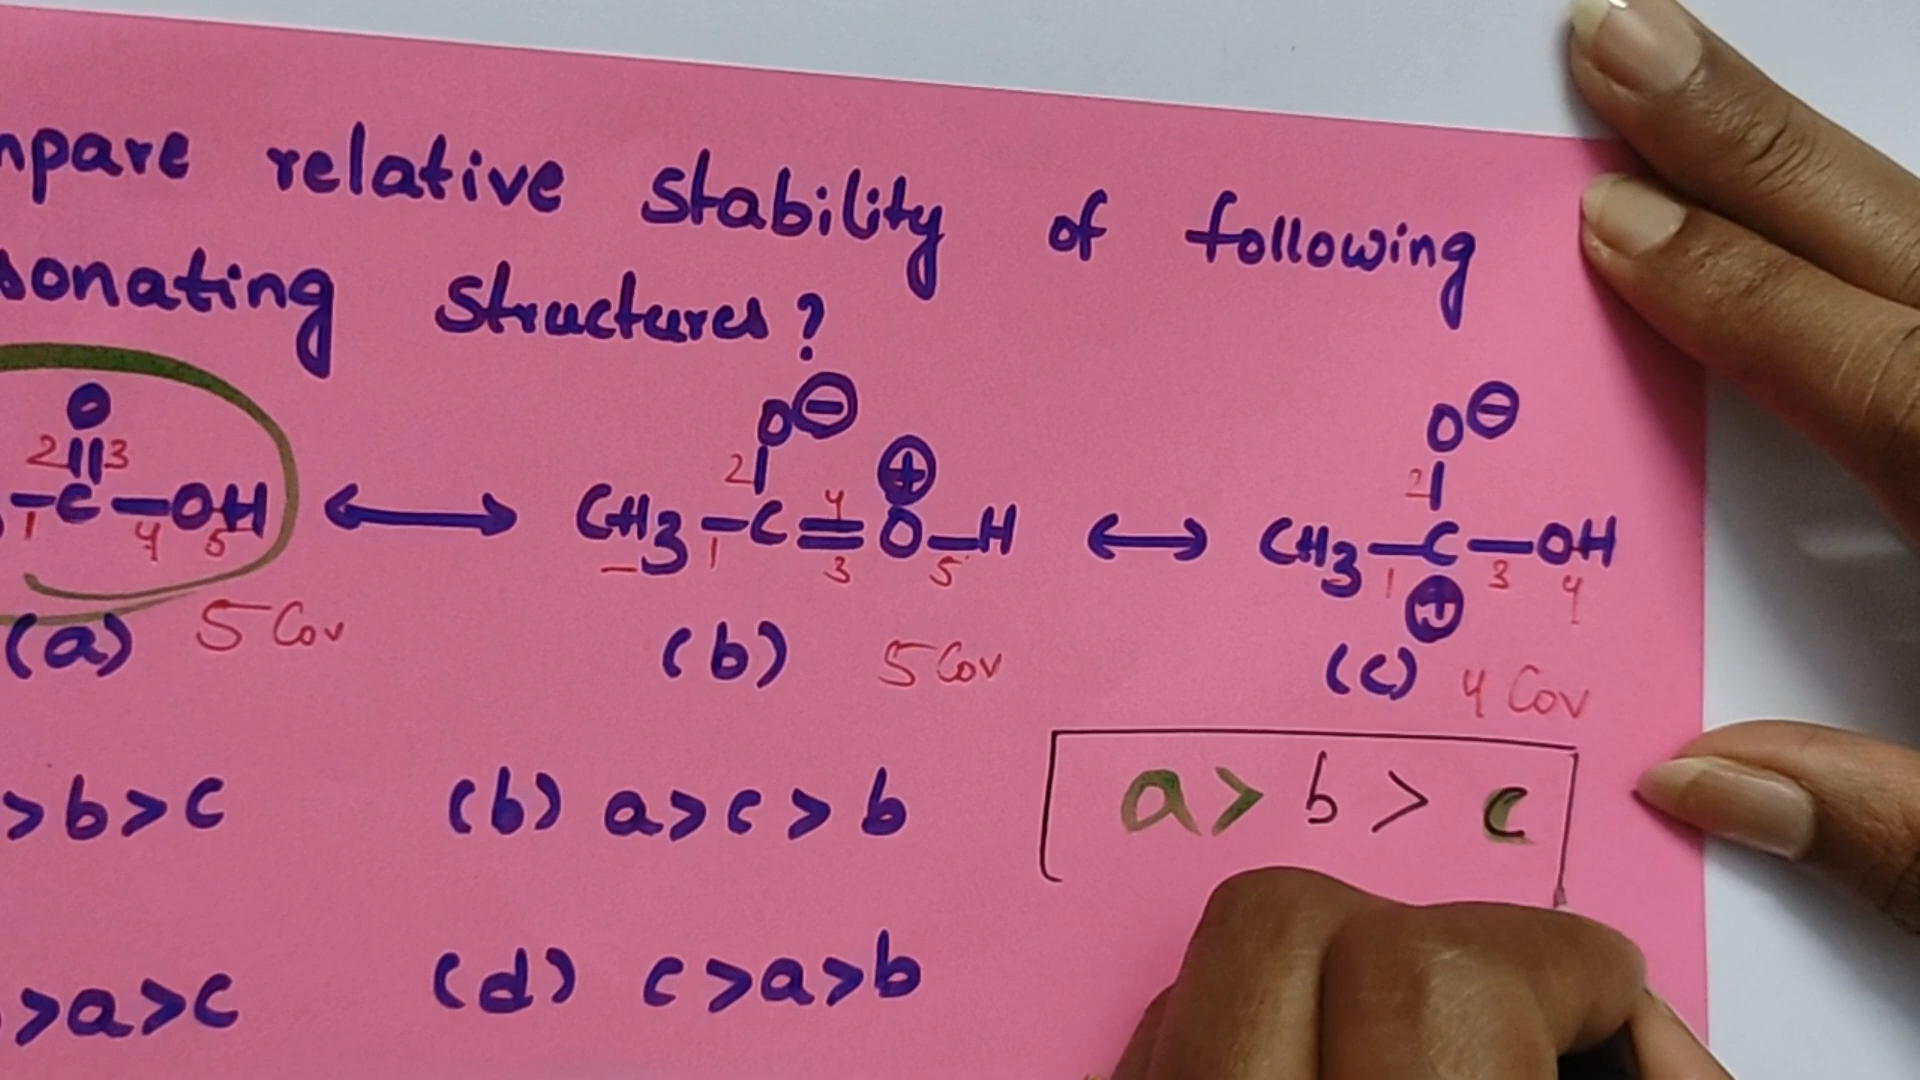 mpare relative stability of following
sonating structures?
O O⊖ O⊖
2 3 2 ⊕ 4 2
-C-OH ⟷ CH3-C=O-H ⟷ CH3-C-OH
1 4 5 1 3 5 1 ⊕ 3 4
(a) 5 Cov (b) 5 Cov (c) 4 Cov
>b>c (b) a>c>b a> b > c
>a>c (d) c>a>b